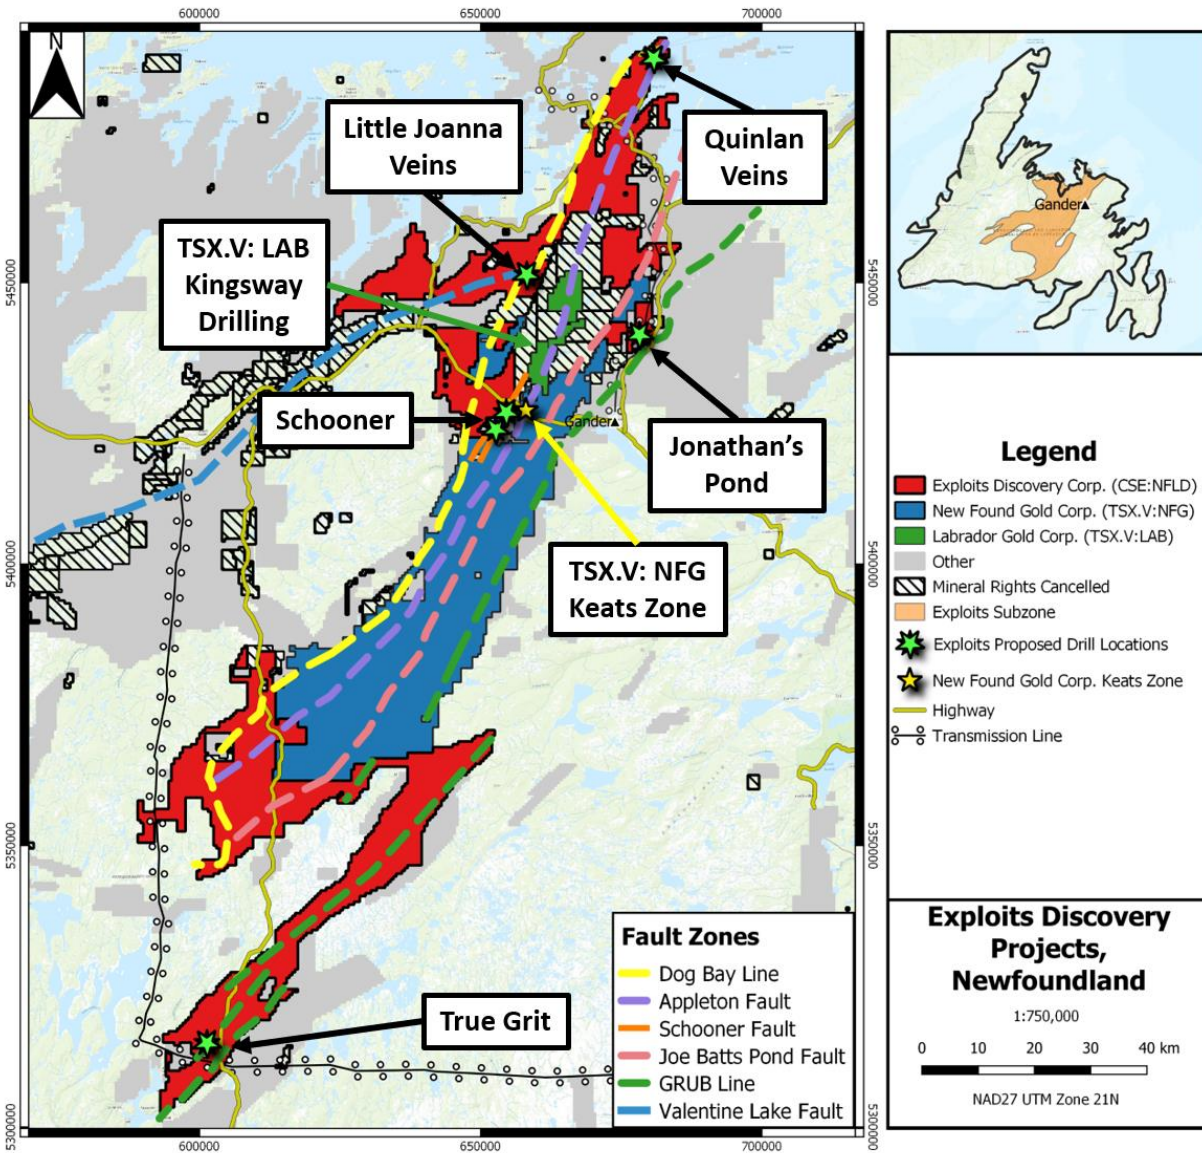 600000
650000
700000
N
Little Joanna
Veins
Quinlan
Veins
TSX.V: LAB
Kingsway
Drilling
5450000
5450000
Schooner
Gander
Jonathan's
Pond
TSX.V: NFG
Keats Zone
5400000
5400000
5350000
5350000
True Grit
5300000
5300000
600000
650000
700000
Fault Zones
Dog Bay Line
Appleton Fault
Schooner Fault
Joe Batts Pond Fault
GRUB Line
Valentine Lake Fault
Gander
Legend
Exploits Discovery Corp. (CSE:NFLD)
New Found Gold Corp. (TSX.V:NFG)
Labrador Gold Corp. (TSX.V:LAB)
Other
Mineral Rights Cancelled
Exploits Subzone
Exploits Proposed Drill Locations
New Found Gold Corp. Keats Zone
Highway
Transmission Line
Exploits Discovery
Projects,
Newfoundland
1:750,000
0 10 20 30 40 km
NAD27 UTM Zone 21N